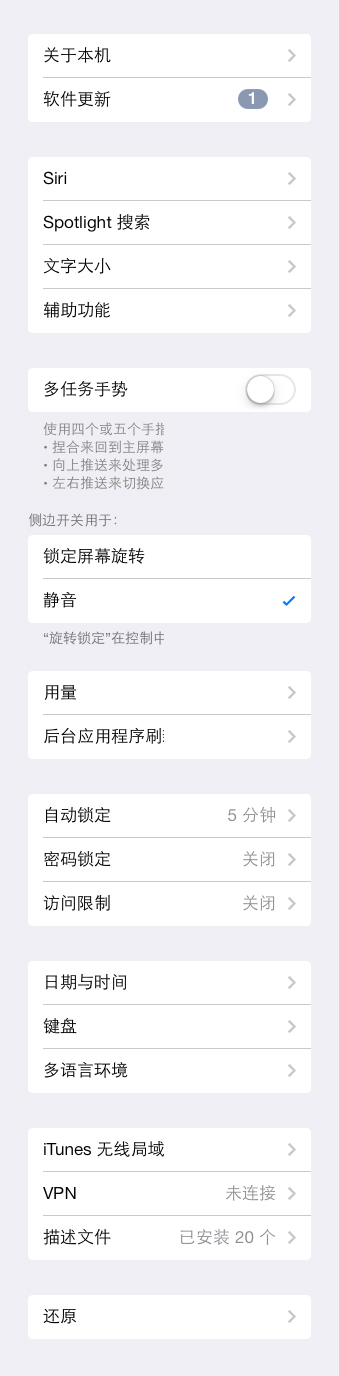 关于本机
软件更新 1
Siri
Spotlight 搜索
文字大小
辅助功能
多任务手势
使用四个或五个手指
• 捏合来回到主屏幕
• 向上推送来处理多
• 左右推送来切换应
侧边开关用于：
锁定屏幕旋转
静音
“旋转锁定”在控制中
用量
后台应用程序刷
自动锁定 5 分钟
密码锁定 关闭
访问限制 关闭
日期与时间
键盘
多语言环境
iTunes 无线局域
VPN 未连接
描述文件 已安装 20 个
还原